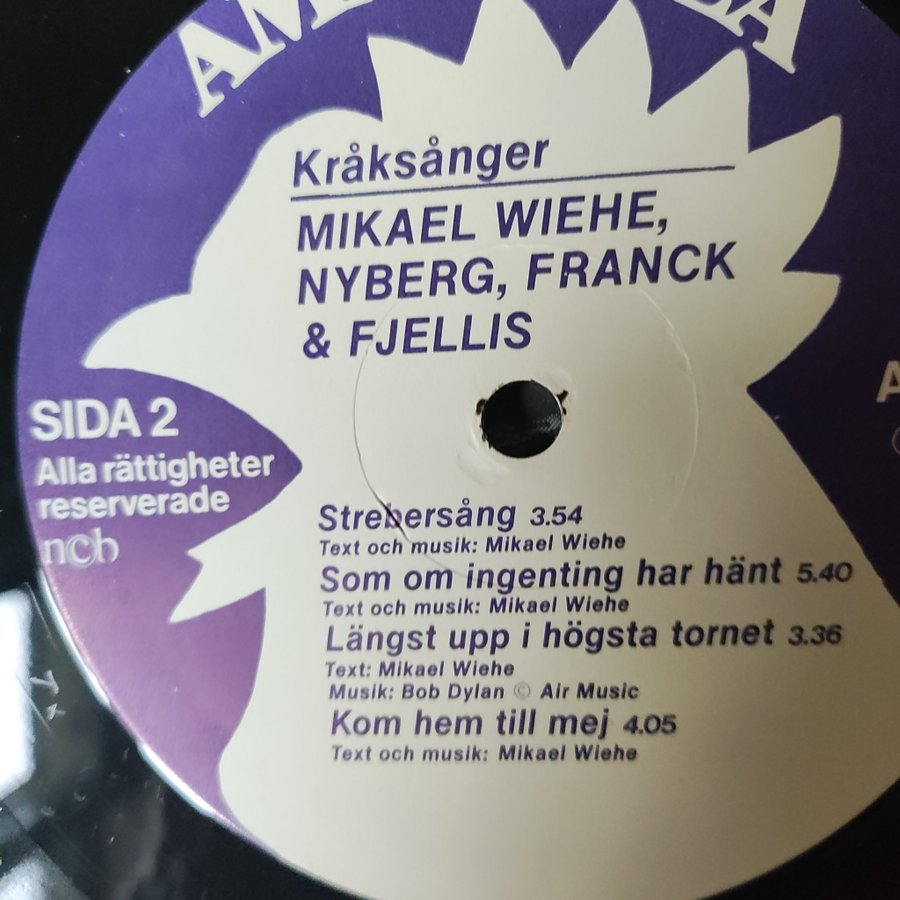 Kråksånger
MIKAEL WIEHE,
NYBERG, FRANCK
& FJELLIS
SIDA 2
Alla rättigheter
reserverade
ncb
Strebersång 3.54
Text och musik: Mikael Wiehe
Som om ingenting har hänt 5.40
Text och musik: Mikael Wiehe
Längst upp i högsta tornet 3.36
Text: Mikael Wiehe
Musik: Bob Dylan © Air Music
Kom hem till mej 4.05
Text och musik: Mikael Wiehe